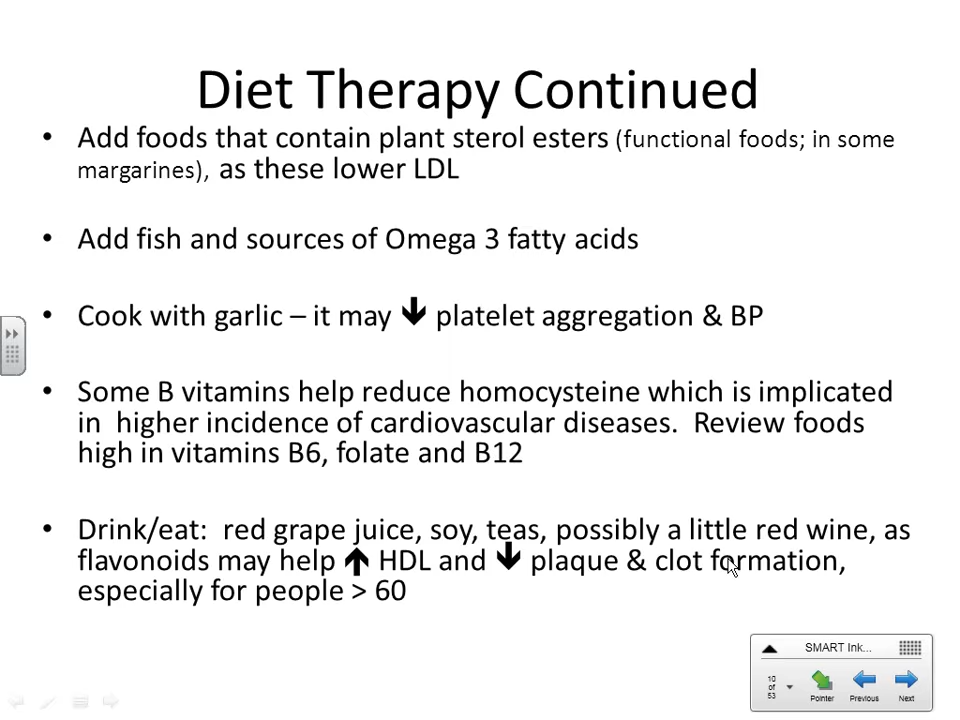 Diet Therapy Continued
• Add foods that contain plant sterol esters (functional foods; in some
margarines), as these lower LDL
• Add fish and sources of Omega 3 fatty acids
• Cook with garlic – it may 🡻 platelet aggregation & BP
• Some B vitamins help reduce homocysteine which is implicated
in  higher incidence of cardiovascular diseases.  Review foods
high in vitamins B6, folate and B12
• Drink/eat:  red grape juice, soy, teas, possibly a little red wine, as
flavonoids may help 🡹 HDL and 🡻 plaque & clot formation,
especially for people > 60
SMART Ink...
10
of
53
Pointer Previous Next